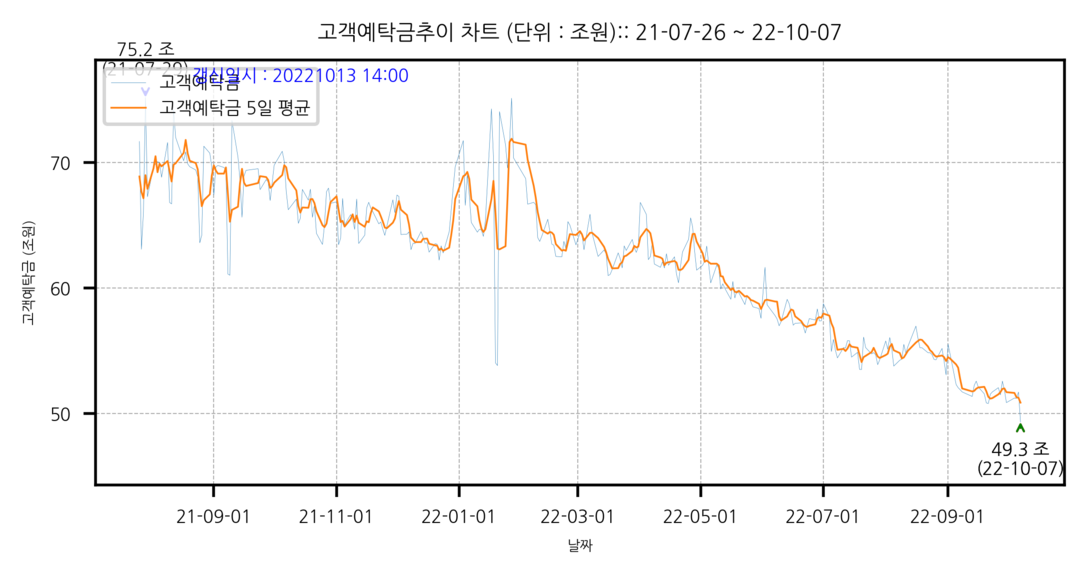 고객예탁금추이 차트 (단위 : 조원):: 21-07-26 ~ 22-10-07
75.2 조
(21-07-29)
갱신일시 : 20221013 14:00
고객예탁금
고객예탁금 5일 평균
고객예탁금 (조원)
70
60
50
49.3 조
(22-10-07)
21-09-01
21-11-01
22-01-01
22-03-01
22-05-01
22-07-01
22-09-01
날짜